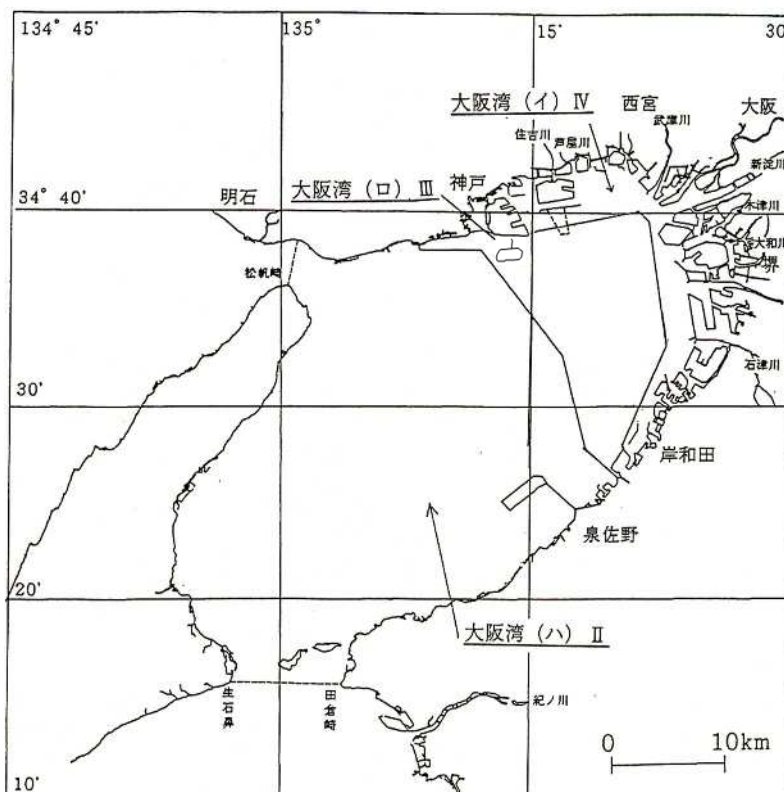 134° 45'
135°
15'
30
大阪湾（イ）Ⅳ
西宮
武庫川
大阪
住吉川
芦屋川
新淀川
大阪湾（ロ）Ⅲ
神戸
34° 40'
明石
木津川
大和川
堺
松帆崎
石津川
30'
岸和田
泉佐野
20'
大阪湾（ハ）Ⅱ
生石鼻
田倉崎
紀ノ川
0
10km
10'